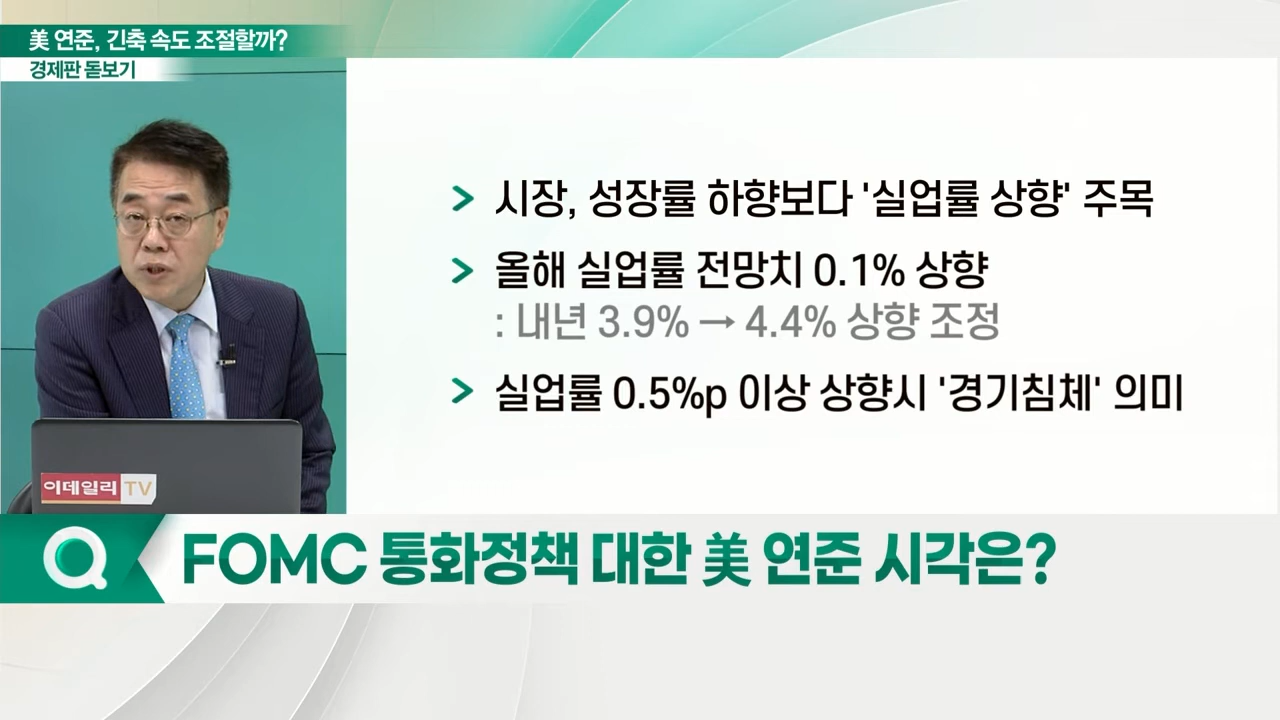 美 연준, 긴축 속도 조절할까?
경제판 돋보기
시장, 성장률 하향보다 '실업률 상향' 주목
올해 실업률 전망치 0.1% 상향
: 내년 3.9% → 4.4% 상향 조정
실업률 0.5%p 이상 상향시 '경기침체' 의미
이데일리 TV
FOMC 통화정책 대한 美 연준 시각은?